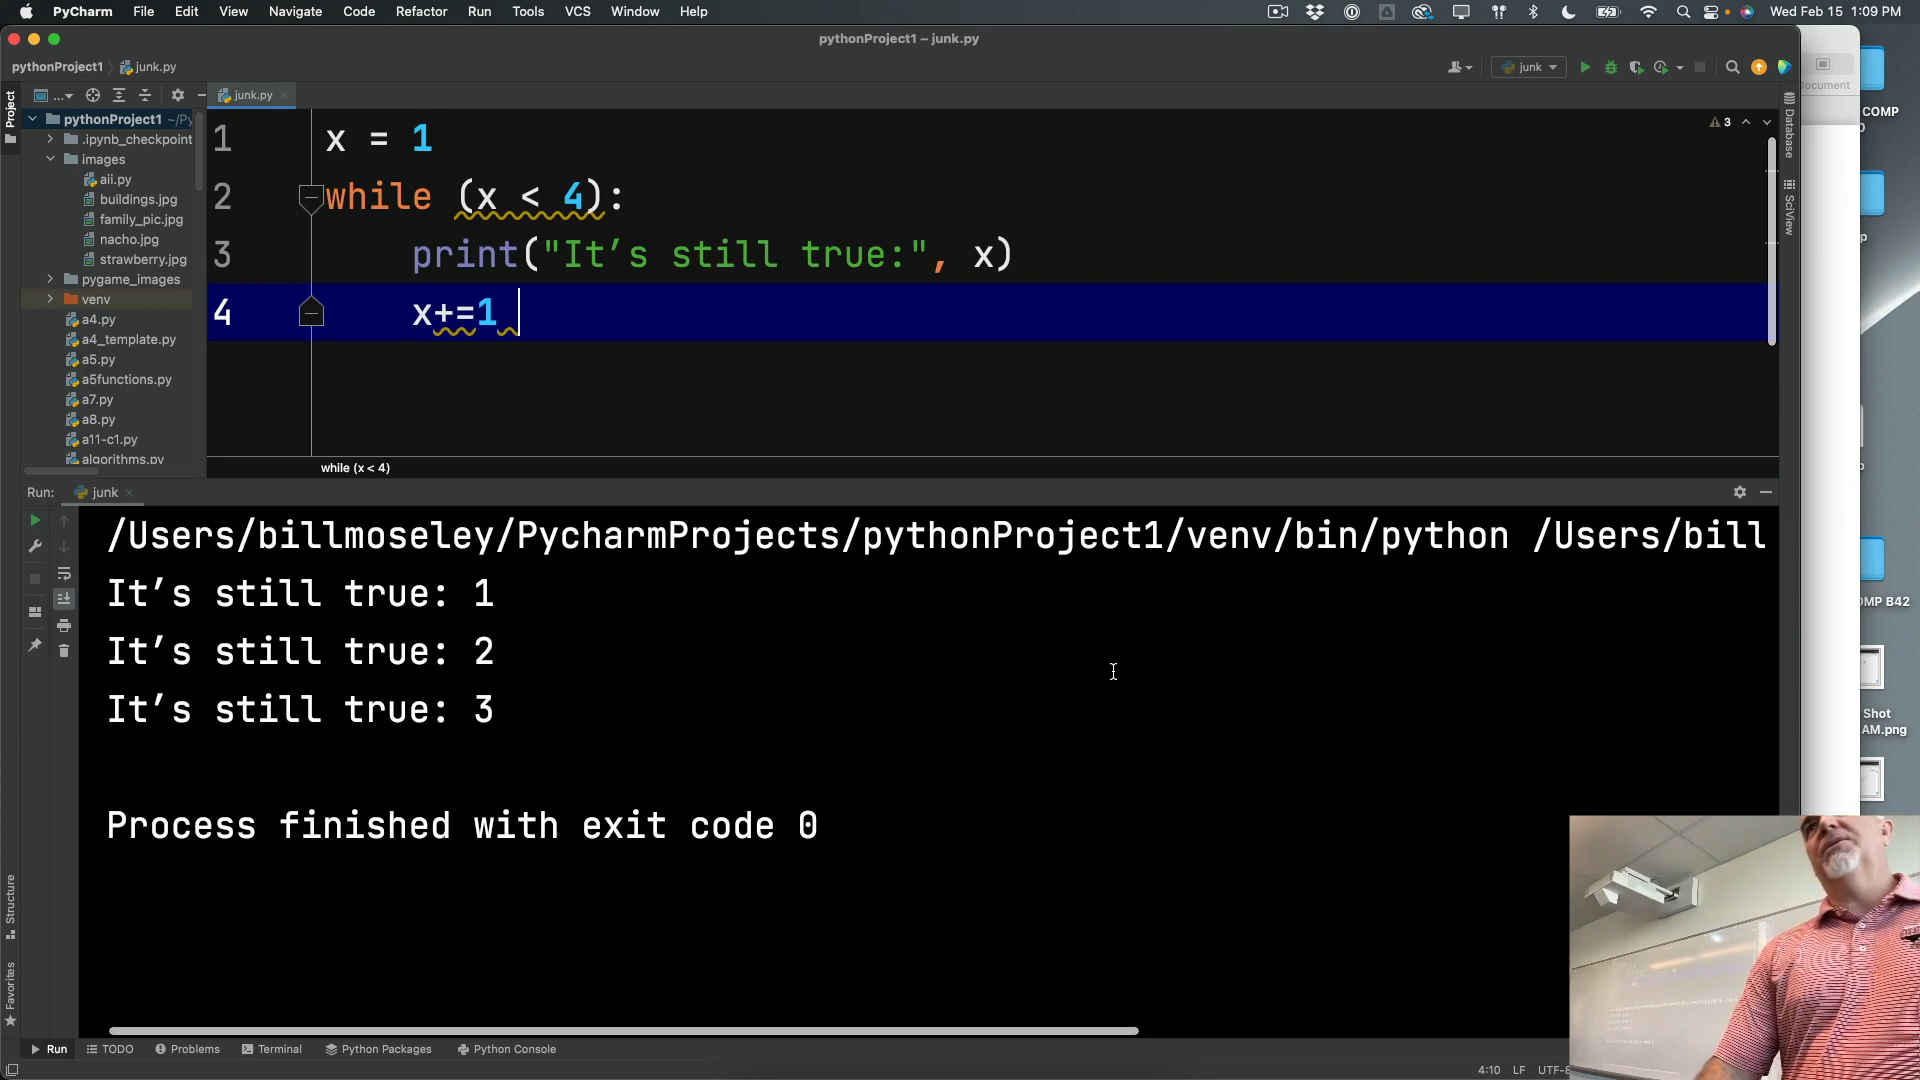 PyCharm File Edit View Navigate Code Refactor Run Tools VCS Window Help Wed Feb 15 1:09 PM
pythonProject1 – junk.py
pythonProject1 junk.py junk
ocument
Project ... junk.py
pythonProject1 ~/Py
.ipynb_checkpoint
images
aii.py
buildings.jpg
family_pic.jpg
nacho.jpg
strawberry.jpg
pygame_images
venv
a4.py
a4_template.py
a5.py
a5functions.py
a7.py
a8.py
a11-c1.py
algorithms.py
1 x = 1
2 while (x < 4):
3 print("It's still true:", x)
4 x+=1
3
while (x < 4)
Database
SciView
COMP
Run: junk
/Users/billmoseley/PycharmProjects/pythonProject1/venv/bin/python /Users/bill
It's still true: 1
It's still true: 2
It's still true: 3
Process finished with exit code 0
OMP B42
Shot
AM.png
Structure
Favorites
Run TODO Problems Terminal Python Packages Python Console
4:10 LF UTF-8